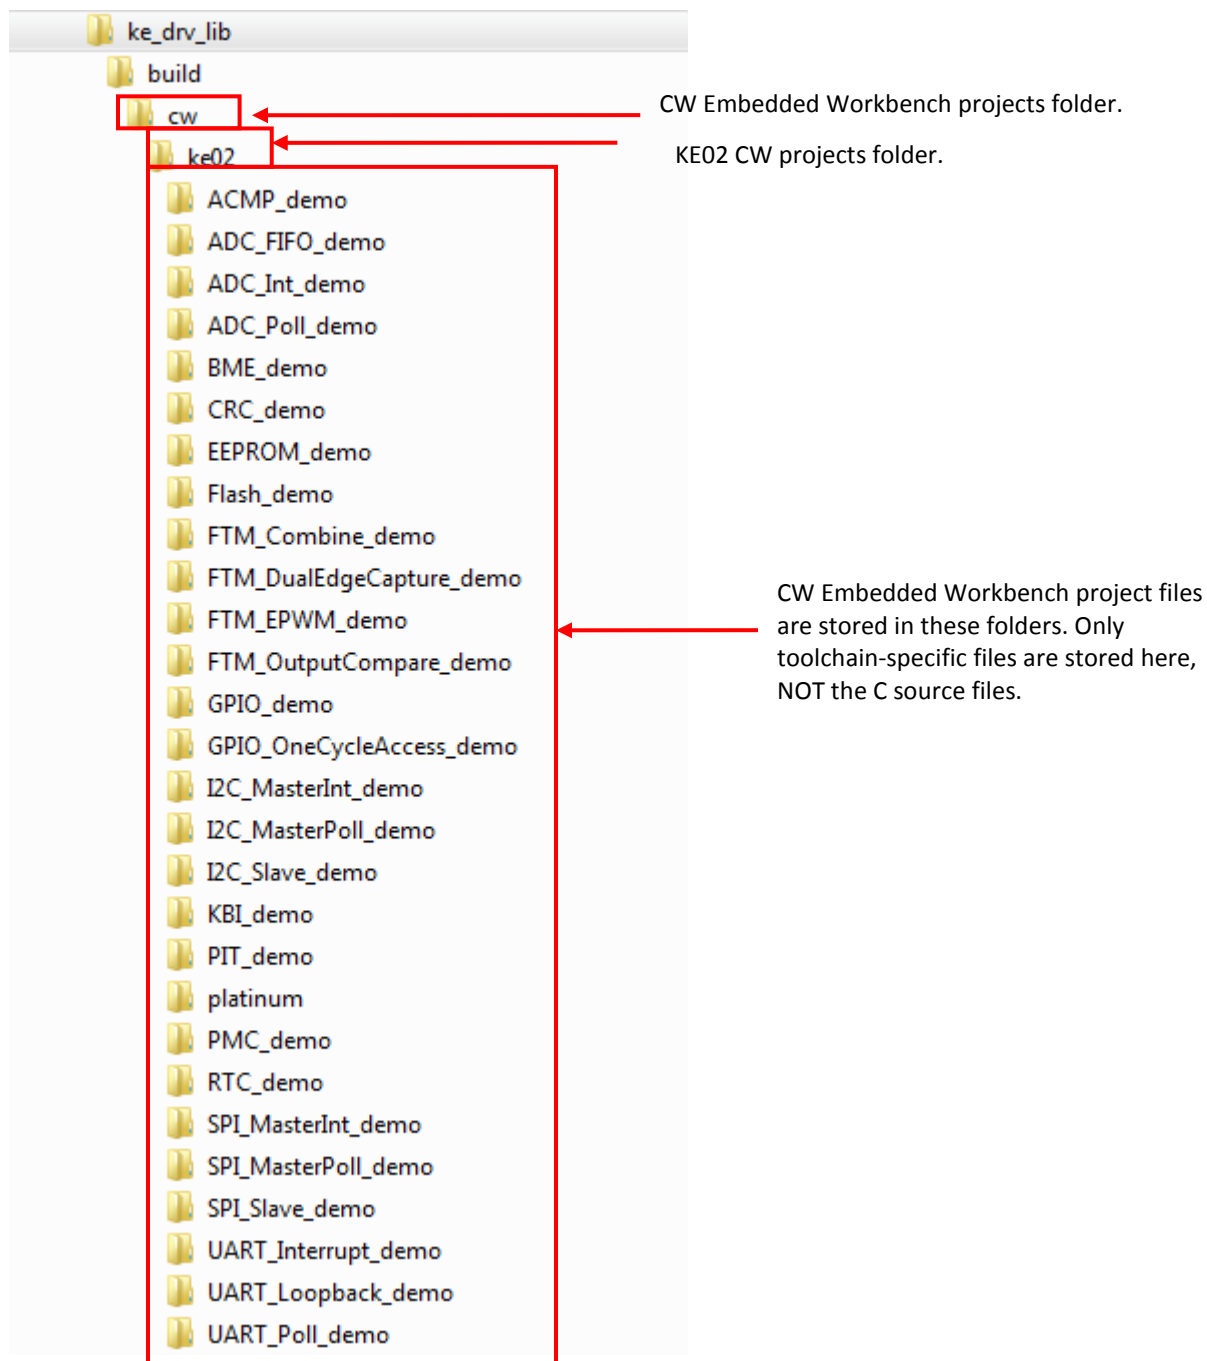 ke_drv_lib
build
cw
CW Embedded Workbench projects folder.
ke02
KE02 CW projects folder.
ACMP_demo
ADC_FIFO_demo
ADC_Int_demo
ADC_Poll_demo
BME_demo
CRC_demo
EEPROM_demo
Flash_demo
FTM_Combine_demo
FTM_DualEdgeCapture_demo
FTM_EPWM_demo
FTM_OutputCompare_demo
GPIO_demo
GPIO_OneCycleAccess_demo
I2C_MasterInt_demo
I2C_MasterPoll_demo
I2C_Slave_demo
KBI_demo
PIT_demo
platinum
PMC_demo
RTC_demo
SPI_MasterInt_demo
SPI_MasterPoll_demo
SPI_Slave_demo
UART_Interrupt_demo
UART_Loopback_demo
UART_Poll_demo
CW Embedded Workbench project files
are stored in these folders. Only
toolchain-specific files are stored here,
NOT the C source files.